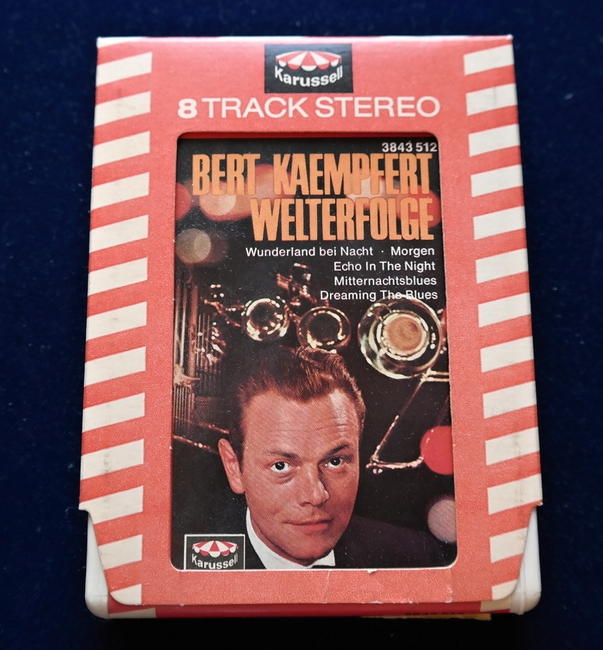 Karussell
8 TRACK STEREO
3843 512
BERT KAEMPFERT
WELTERFOLGE
Wunderland bei Nacht · Morgen
Echo In The Night
Mitternachtsblues
Dreaming The Blues
Karussell